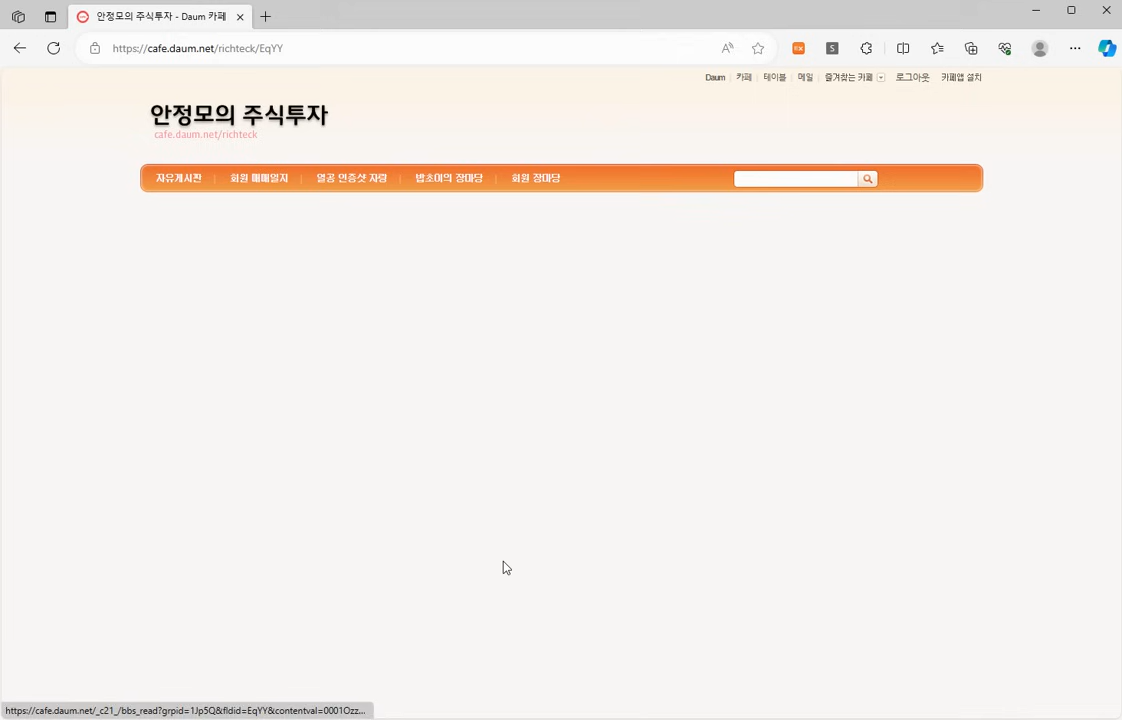 안정모의 주식투자 - Daum 카페
https://cafe.daum.net/richteck/EqYY
Daum 카페 테이블 메일 즐겨찾는 카페 로그아웃 카페앱 설치
안정모의 주식투자
cafe.daum.net/richteck
자유게시판 회원 매매일지 열공 인증샷 자랑 밥초이의 장마당 회원 장마당
https://cafe.daum.net/_c21_/bbs_read?grpid=1Jp5Q&fldid=EqYY&contentval=0001Ozz...